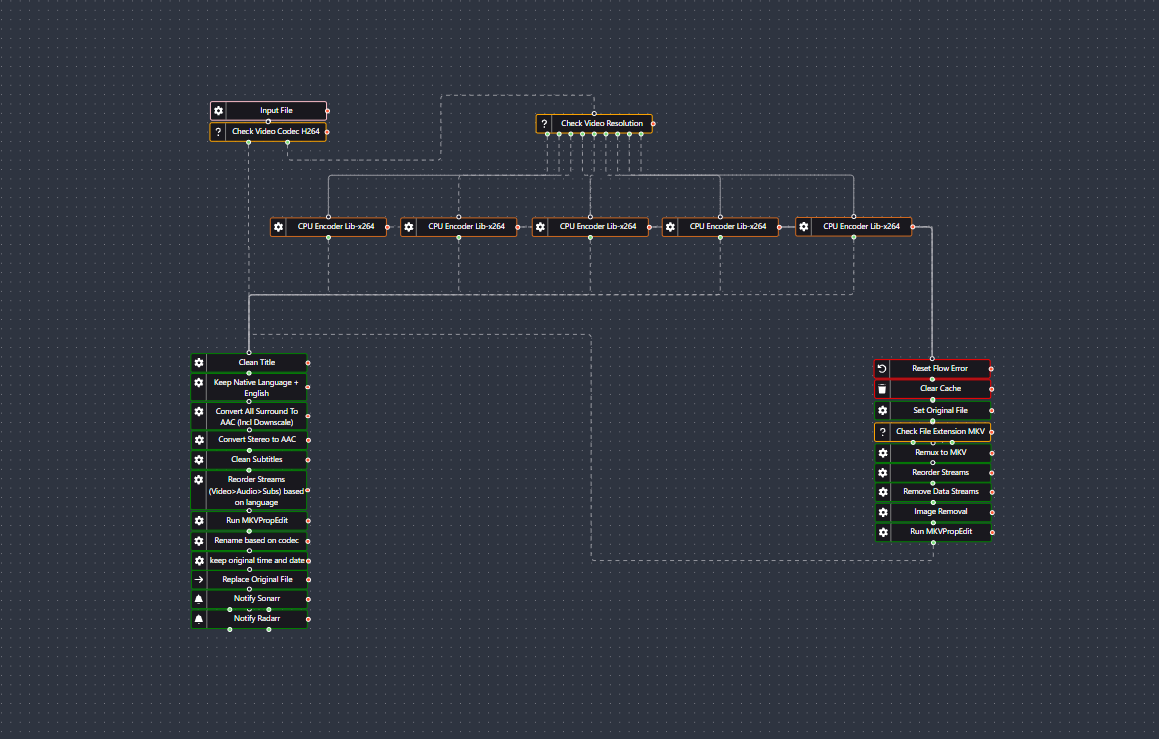 Input File
Check Video Codec H264
Check Video Resolution
CPU Encoder Lib-x264
CPU Encoder Lib-x264
CPU Encoder Lib-x264
CPU Encoder Lib-x264
CPU Encoder Lib-x264
Clean Title
Keep Native Language +
English
Convert All Surround To
AAC (Incl Downscale)
Convert Stereo to AAC
Clean Subtitles
Reorder Streams
(Video>Audio>Subs) based
on language
Run MKVPropEdit
Rename based on codec
keep original time and date
Replace Original File
Notify Sonarr
Notify Radarr
Reset Flow Error
Clear Cache
Set Original File
Check File Extension MKV
Remux to MKV
Reorder Streams
Remove Data Streams
Image Removal
Run MKVPropEdit